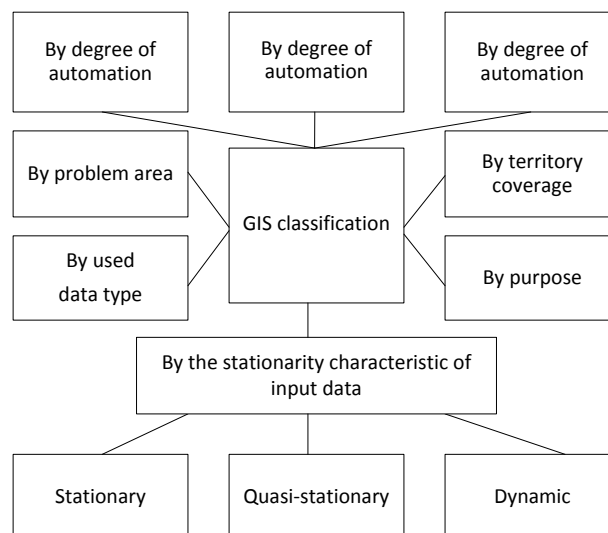 By degree of
automation
By degree of
automation
By degree of
automation
By problem area
GIS classification
By territory
coverage
By used
data type
By purpose
By the stationarity characteristic of
input data
Stationary
Quasi-stationary
Dynamic